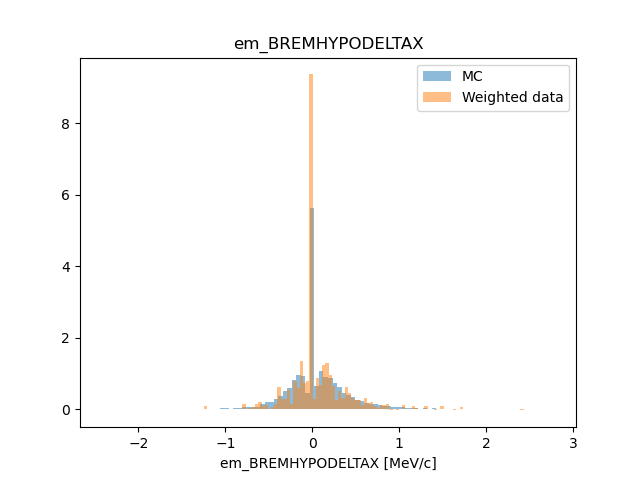 em_BREMHYPODELTAX
MC
Weighted data
8
6
4
2
0
−2
−1
0
1
2
3
em_BREMHYPODELTAX [MeV/c]